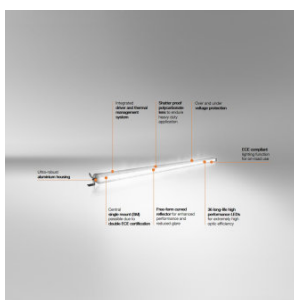 Integrated
driver and thermal
management
system
Shatter proof
polycarbonate
lens to endure
heavy duty
application
Over and under
voltage protection
ECE compliant
lighting function
for on road use
Ultra robust
aluminium housing
Central
single mount (SM)
possible due to
double ECE certification
Free-form curved
reflector for enhanced
performance and
reduced glare
long life high
performance LEDs
for extremely high
optic efficiency